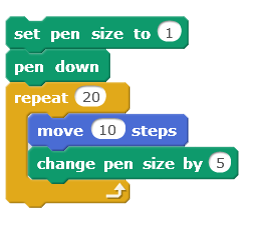 set pen size to 1
pen down
repeat 20
move 10 steps
change pen size by 5